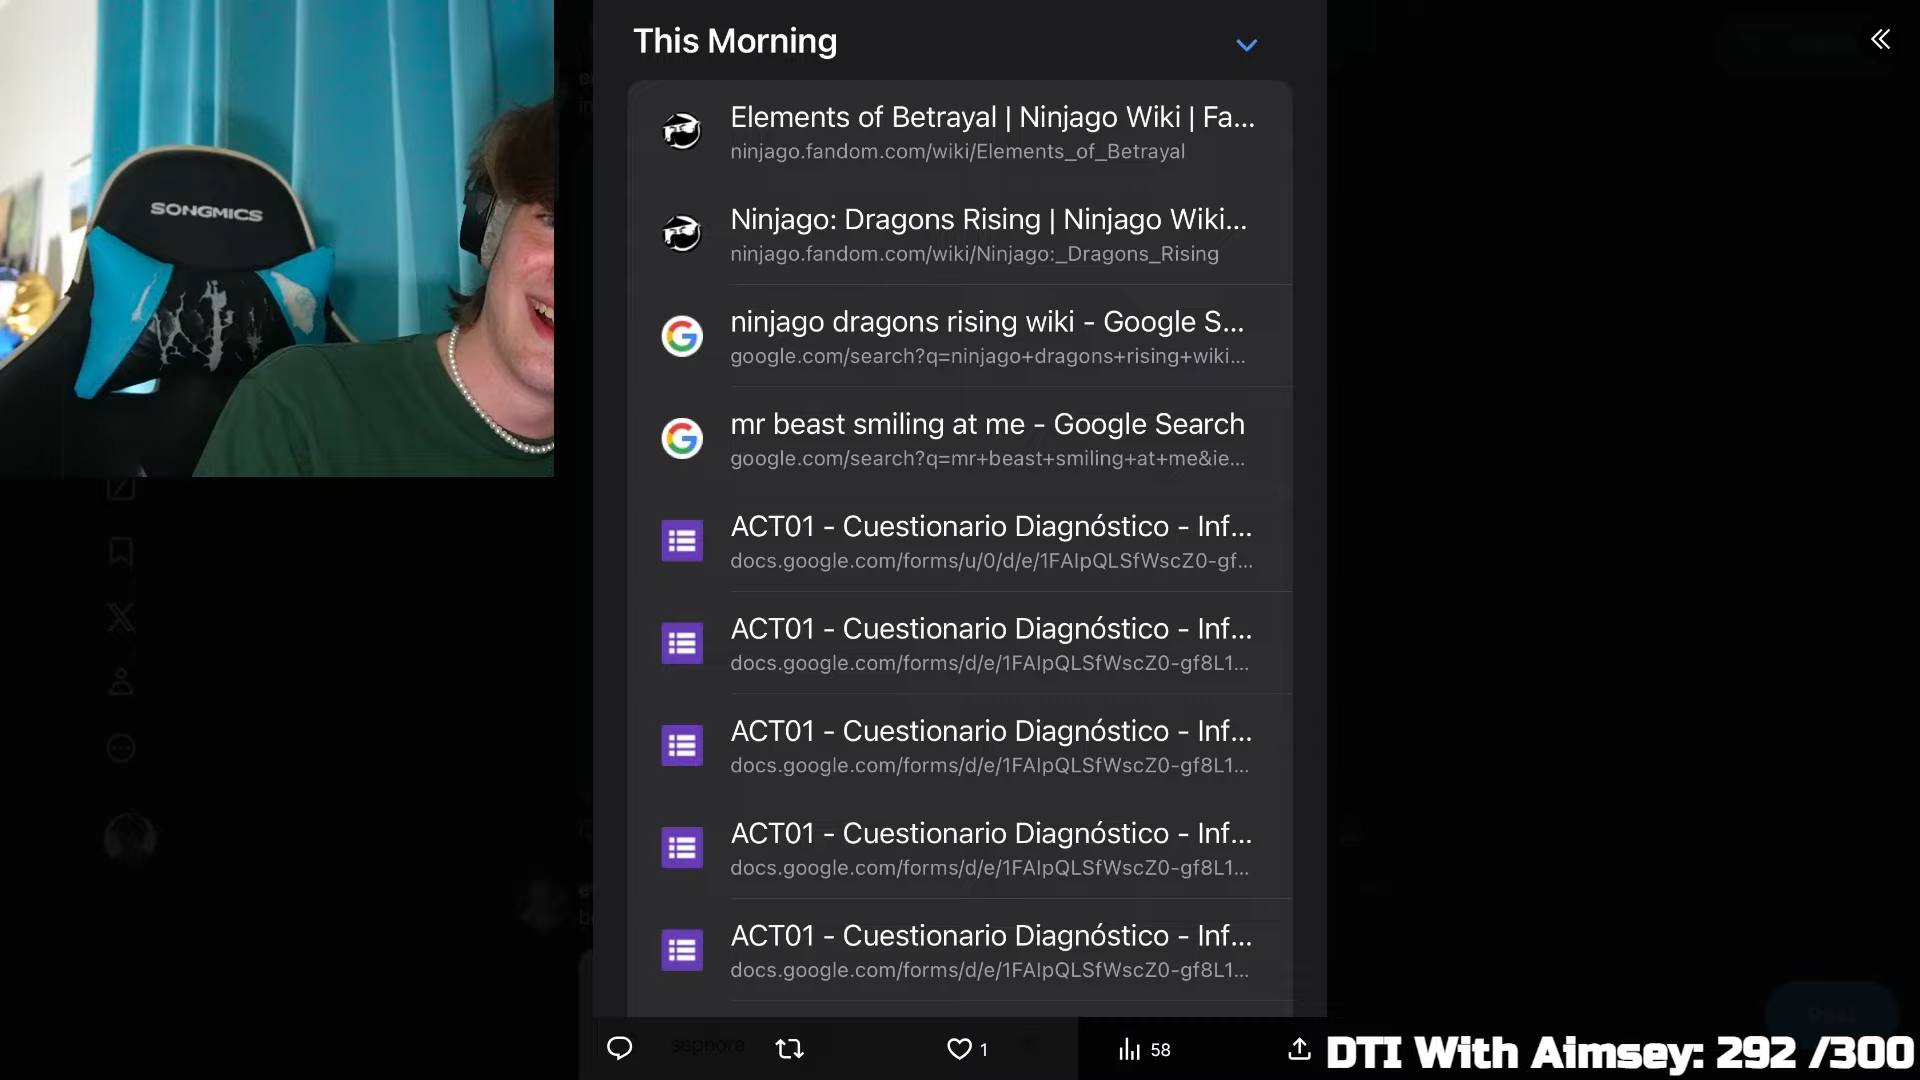 SONGMICS
This Morning
Elements of Betrayal | Ninjago Wiki | Fa...
ninjago.fandom.com/wiki/Elements_of_Betrayal
Ninjago: Dragons Rising | Ninjago Wiki...
ninjago.fandom.com/wiki/Ninjago:_Dragons_Rising
ninjago dragons rising wiki - Google S...
google.com/search?q=ninjago+dragons+rising+wiki...
mr beast smiling at me - Google Search
google.com/search?q=mr+beast+smiling+at+me&ie...
ACT01 - Cuestionario Diagnóstico - Inf...
docs.google.com/forms/u/0/d/e/1FAIpQLSfWscZ0-gf...
ACT01 - Cuestionario Diagnóstico - Inf...
docs.google.com/forms/d/e/1FAIpQLSfWscZ0-gf8L1...
ACT01 - Cuestionario Diagnóstico - Inf...
docs.google.com/forms/d/e/1FAIpQLSfWscZ0-gf8L1...
ACT01 - Cuestionario Diagnóstico - Inf...
docs.google.com/forms/d/e/1FAIpQLSfWscZ0-gf8L1...
ACT01 - Cuestionario Diagnóstico - Inf...
docs.google.com/forms/d/e/1FAIpQLSfWscZ0-gf8L1...
1
58
Post
DTI With Aimsey: 292 /300